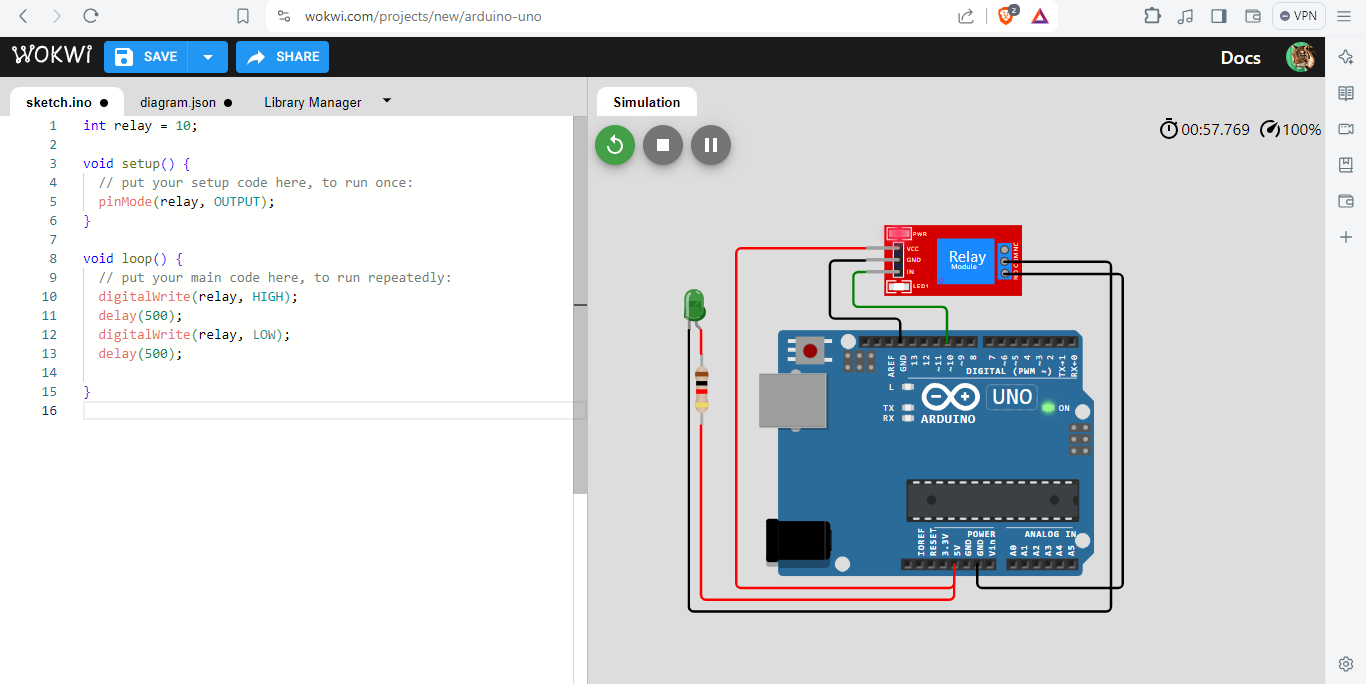 wokwi.com/projects/new/arduino-uno
2
VPN
WOKWI
SAVE
SHARE
Docs
sketch.ino ●
diagram.json ●
Library Manager
Simulation
00:57.769
100%
1 int relay = 10;
2
3 void setup() {
4 // put your setup code here, to run once:
5 pinMode(relay, OUTPUT);
6 }
7
8 void loop() {
9 // put your main code here, to run repeatedly:
10 digitalWrite(relay, HIGH);
11 delay(500);
12 digitalWrite(relay, LOW);
13 delay(500);
14
15 }
16
PWR
VCC
GND
IN
LED1
Relay
Module
NO COM NC
AREF
GND
13
12
~11
~10
~9
8
7
~6
~5
4
~3
2
TX→1
RX←0
DIGITAL (PWM ~)
L
TX
RX
UNO
ARDUINO
ON
IOREF
RESET
3.3V
5V
GND
GND
Vin
POWER
ANALOG IN
A0
A1
A2
A3
A4
A5